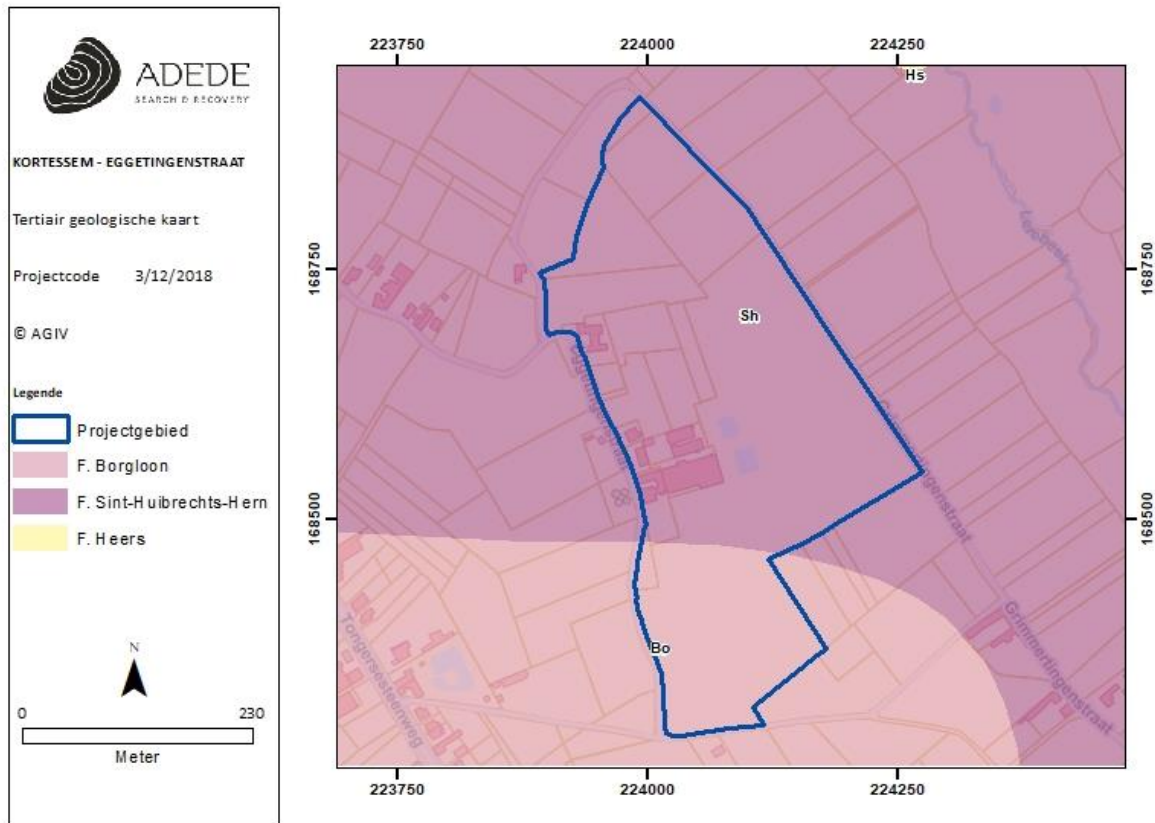 ADEDE
SEARCH & RECOVERY
KORTESSEM - EGGETINGENSTRAAT
Tertiair geologische kaart
Projectcode 3/12/2018
© AGIV
Legende
Projectgebied
F. Borgloon
F. Sint-Huibrechts-Hern
F. Heers
N
0 230
Meter
223750 224000 224250
168750 168750
168500 168500
Hs
Sh
Bo
Eggetingenstraat
Grimmertingenstraat
Grimmertingenstraat
Tongersesteenweg
223750 224000 224250